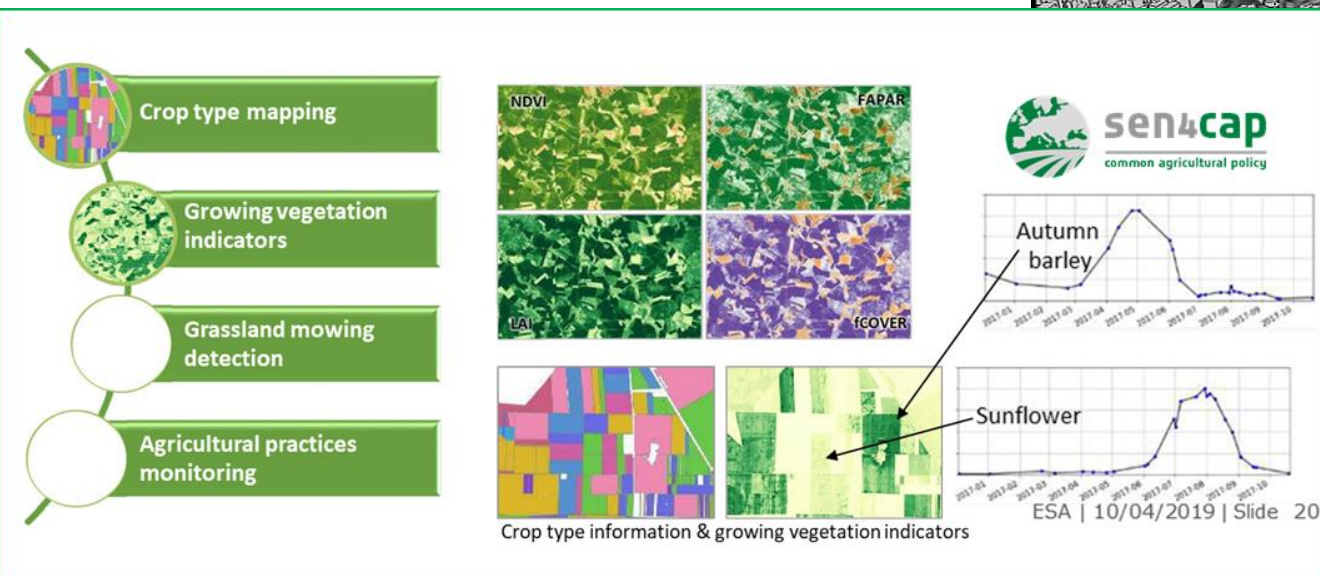 Crop type mapping
Growing vegetation
indicators
Grassland mowing
detection
Agricultural practices
monitoring
NDVI
FAPAR
LAI
fCOVER
Crop type information & growing vegetation indicators
sen4cap
common agricultural policy
Autumn
barley
2017-01 2017-02 2017-03 2017-04 2017-05 2017-06 2017-07 2017-08 2017-09 2017-10
Sunflower
2017-01 2017-02 2017-03 2017-04 2017-05 2017-06 2017-07 2017-08 2017-09 2017-10
ESA | 10/04/2019 | Slide 20